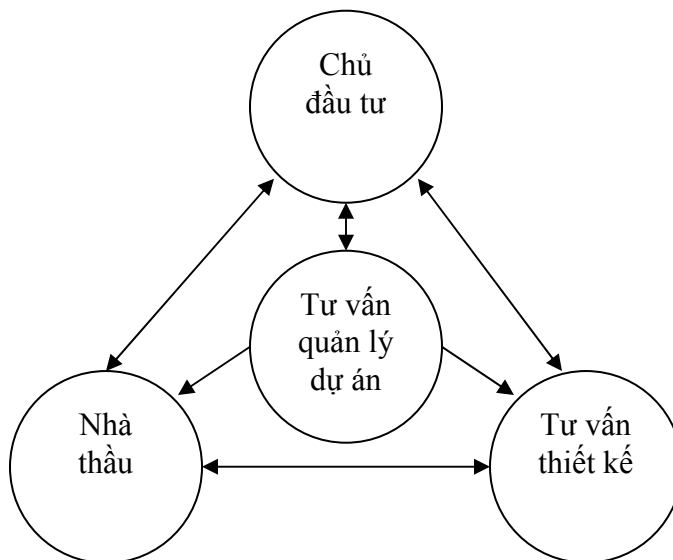 Chủ
đầu tư
Tư vấn
quản lý
dự án
Nhà
thầu
Tư vấn
thiết kế